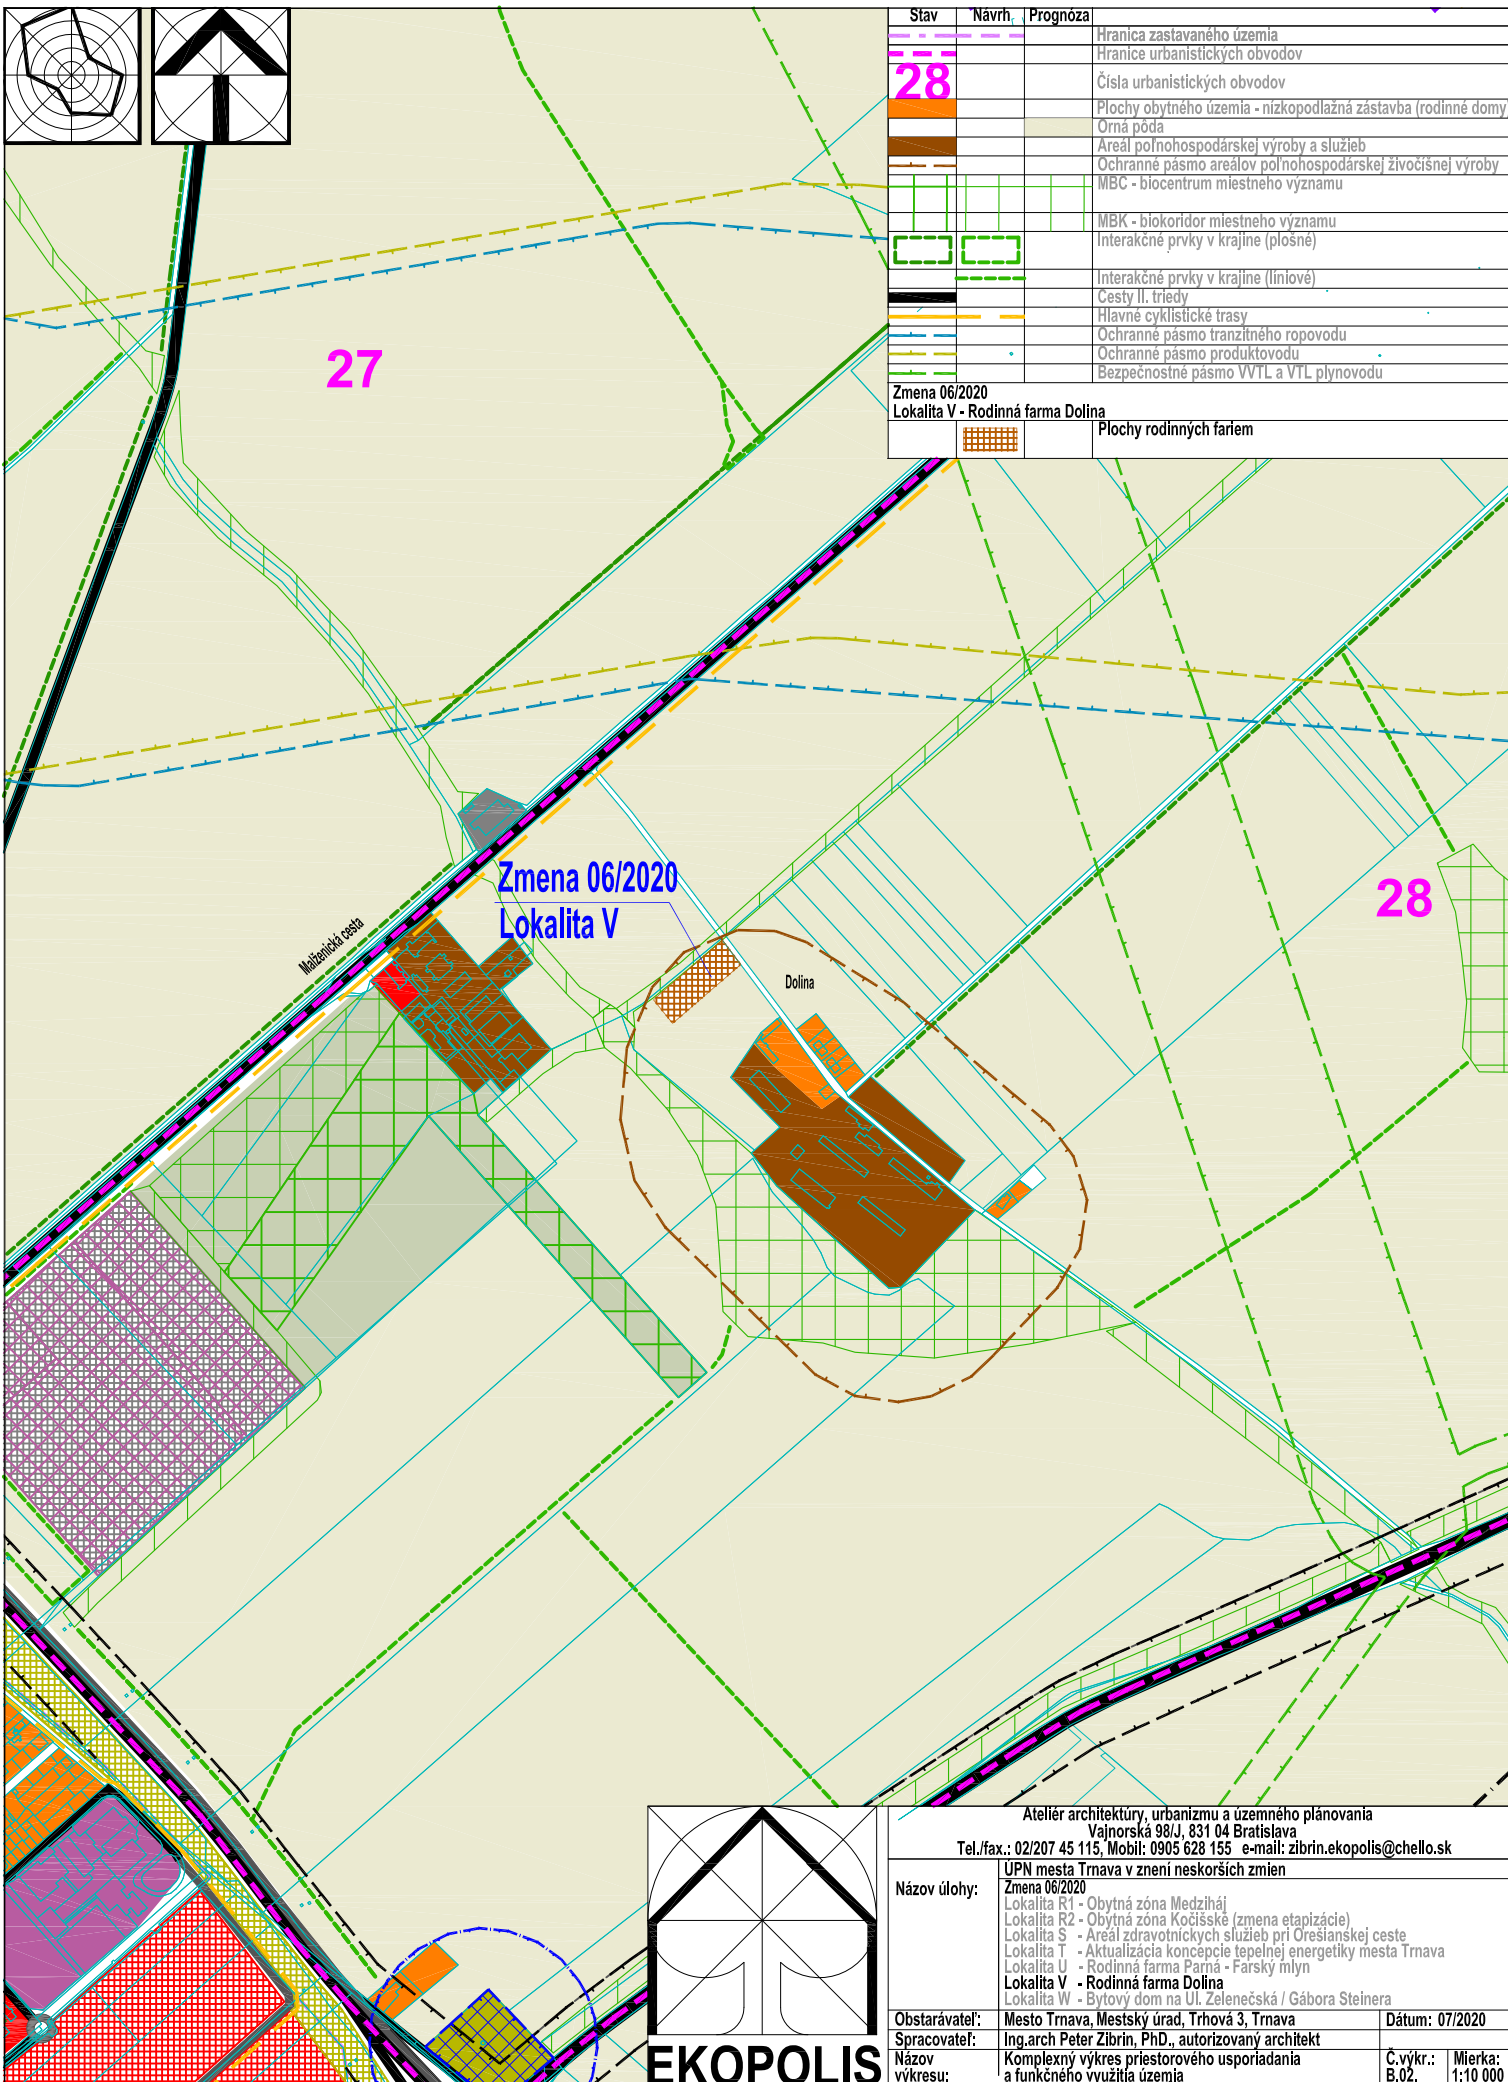 Stav Návrh Prognóza
Hranica zastavaného územia
Hranice urbanistických obvodov
28
Čísla urbanistických obvodov
Plochy obytného územia - nízkopodlažná zástavba (rodinné domy
Orná pôda
Areál poľnohospodárskej výroby a služieb
Ochranné pásmo areálov poľnohospodárskej živočíšnej výroby
MBC - biocentrum miestneho významu
MBK - biokoridor miestneho významu
Interakčné prvky v krajine (plošné)
Interakčné prvky v krajine (líniové)
Cesty II. triedy
Hlavné cyklistické trasy
Ochranné pásmo tranzitného ropovodu
Ochranné pásmo produktovodu
Bezpečnostné pásmo VVTL a VTL plynovodu
Zmena 06/2020
Lokalita V - Rodinná farma Dolina
Plochy rodinných fariem
27
Zmena 06/2020
Lokalita V
28
Malženická cesta
Dolina
EKOPOLIS
Ateliér architektúry, urbanizmu a územného plánovania
Vajnorská 98/J, 831 04 Bratislava
Tel./fax.: 02/207 45 115, Mobil: 0905 628 155 e-mail: zibrin.ekopolis@chello.sk
Názov úlohy:
ÚPN mesta Trnava v znení neskorších zmien
Zmena 06/2020
Lokalita R1 - Obytná zóna Medziháj
Lokalita R2 - Obytná zóna Kočišské (zmena etapizácie)
Lokalita S - Areál zdravotníckych služieb pri Orešianskej ceste
Lokalita T - Aktualizácia koncepcie tepelnej energetiky mesta Trnava
Lokalita U - Rodinná farma Parná - Farský mlyn
Lokalita V - Rodinná farma Dolina
Lokalita W - Bytový dom na Ul. Zelenečská / Gábora Steinera
Obstarávateľ: Mesto Trnava, Mestský úrad, Trhová 3, Trnava Dátum: 07/2020
Spracovateľ: Ing.arch Peter Zibrin, PhD., autorizovaný architekt
Názov výkresu: Komplexný výkres priestorového usporiadania
a funkčného využitia územia
Č.výkr.: B.02.
Mierka: 1:10 000